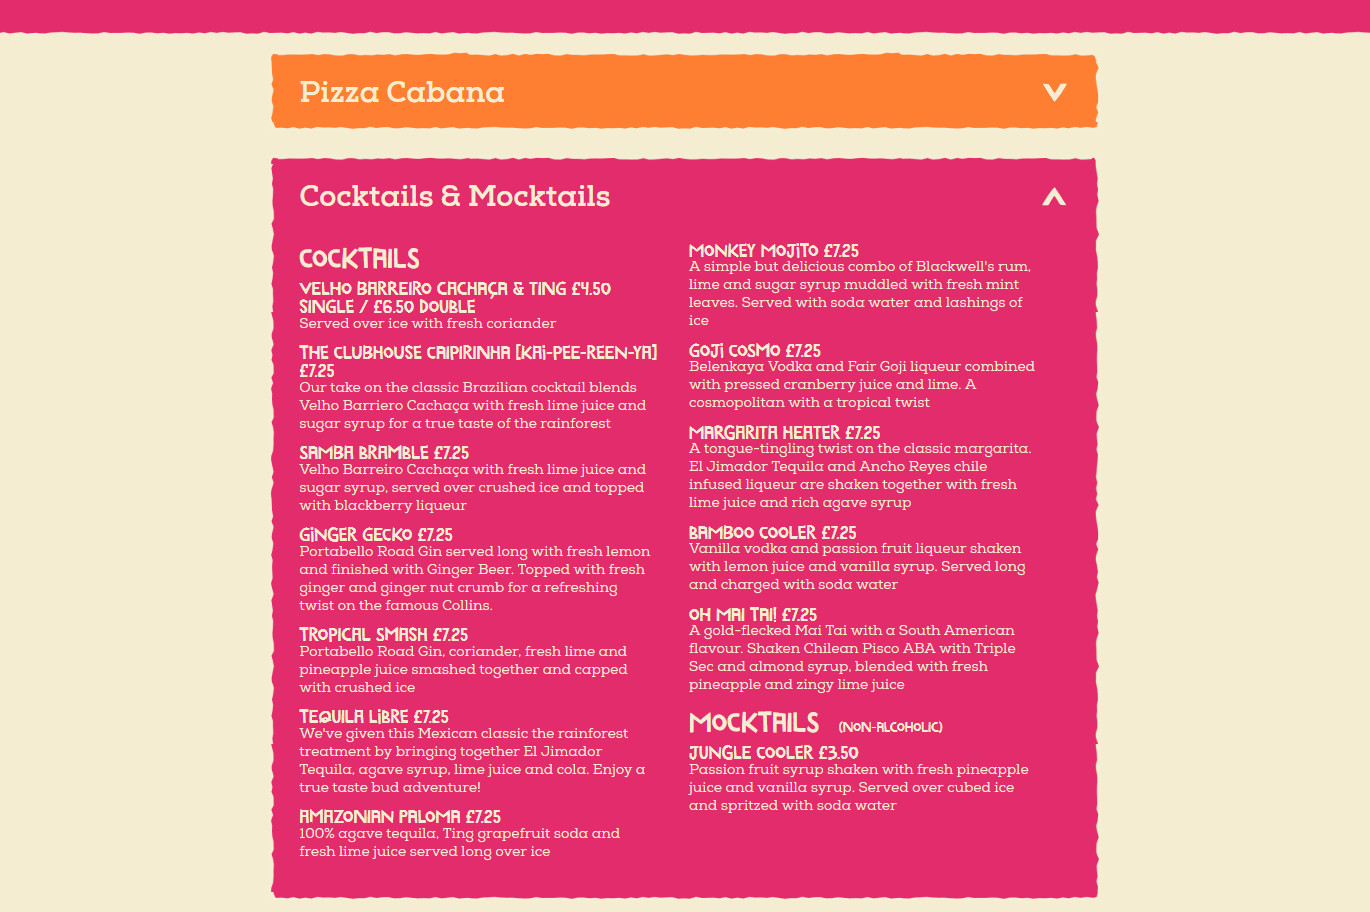 Pizza Cabana
Cocktails & Mocktails
COCKTAILS
VELHO BARREIRO CACHAÇA & TING £4.50
SINGLE / £6.50 DOUBLE
Served over ice with fresh coriander
THE CLUBHOUSE CAIPIRINHA [KAI-PEE-REEN-YA]
£7.25
Our take on the classic Brazilian cocktail blends
Velho Barriero Cachaça with fresh lime juice and
sugar syrup for a true taste of the rainforest
SAMBA BRAMBLE £7.25
Velho Barreiro Cachaça with fresh lime juice and
sugar syrup, served over crushed ice and topped
with blackberry liqueur
GINGER GECKO £7.25
Portabello Road Gin served long with fresh lemon
and finished with Ginger Beer. Topped with fresh
ginger and ginger nut crumb for a refreshing
twist on the famous Collins.
TROPICAL SMASH £7.25
Portabello Road Gin, coriander, fresh lime and
pineapple juice smashed together and capped
with crushed ice
TEQUILA LIBRE £7.25
We've given this Mexican classic the rainforest
treatment by bringing together El Jimador
Tequila, agave syrup, lime juice and cola. Enjoy a
true taste bud adventure!
AMAZONIAN PALOMA £7.25
100% agave tequila, Ting grapefruit soda and
fresh lime juice served long over ice
MONKEY MOJITO £7.25
A simple but delicious combo of Blackwell's rum,
lime and sugar syrup muddled with fresh mint
leaves. Served with soda water and lashings of
ice
GOJI COSMO £7.25
Belenkaya Vodka and Fair Goji liqueur combined
with pressed cranberry juice and lime. A
cosmopolitan with a tropical twist
MARGARITA HEATER £7.25
A tongue-tingling twist on the classic margarita.
El Jimador Tequila and Ancho Reyes chile
infused liqueur are shaken together with fresh
lime juice and rich agave syrup
BAMBOO COOLER £7.25
Vanilla vodka and passion fruit liqueur shaken
with lemon juice and vanilla syrup. Served long
and charged with soda water
OH MAI TAI! £7.25
A gold-flecked Mai Tai with a South American
flavour. Shaken Chilean Pisco ABA with Triple
Sec and almond syrup, blended with fresh
pineapple and zingy lime juice
MOCKTAILS (NON-ALCOHOLIC)
JUNGLE COOLER £3.50
Passion fruit syrup shaken with fresh pineapple
juice and vanilla syrup. Served over cubed ice
and spritzed with soda water